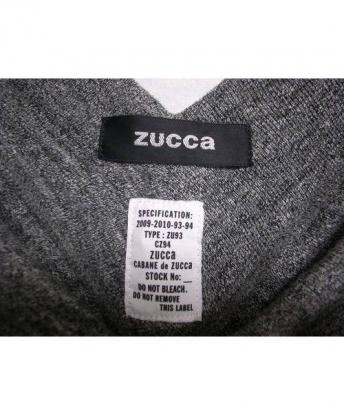 zucca
SPECIFICATION:
2009-2010-93-94
TYPE : ZU93
CZ94
zucca
CABANE de ZUCCa
STOCK No:__
DO NOT BLEACH.
DO NOT REMOVE
THIS LABEL